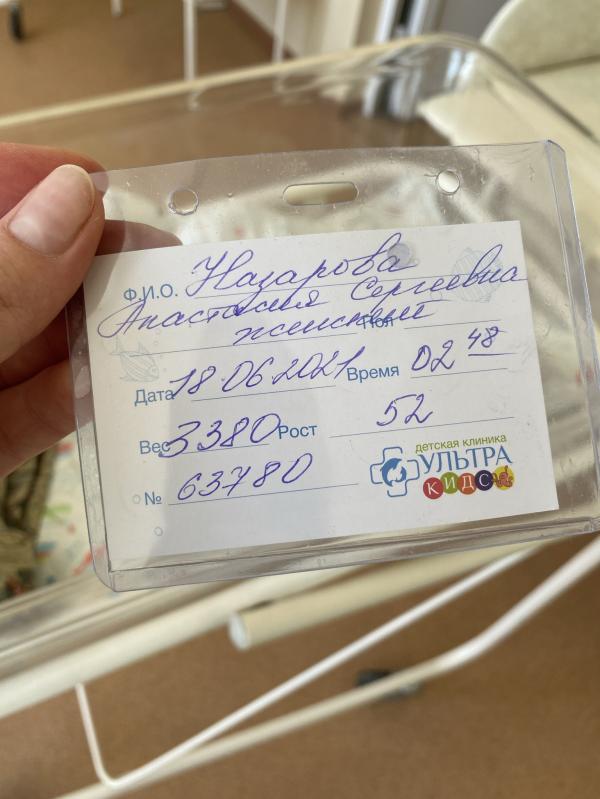 Ф.И.О. Назарова
Анастасия Сергеевна
женский Пол
Дата 18.06.2021 Время 02 48
Вес 3380 Рост 52
№ 63780
детская клиника
УЛЬТРА
КИДС